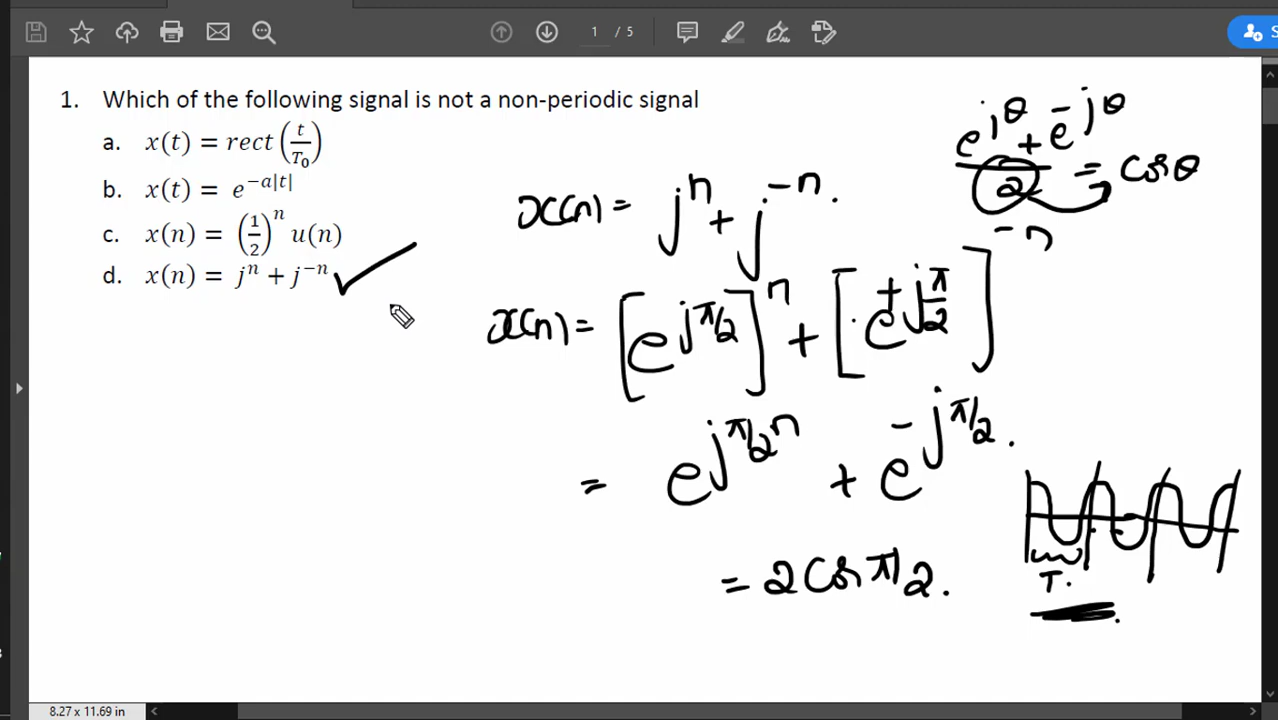 1 / 5
1. Which of the following signal is not a non-periodic signal
a. x(t) = rect (t/T₀)
b. x(t) = e^{−a|t|}
c. x(n) = (1/2)^n u(n)
d. x(n) = j^n + j^{−n}
(e^{jθ} + e^{−jθ})/2 = cosθ
x(n) = j^n + j^{−n}.
x(n) = [e^{jπ/2}]^n + [e^{+jπ/2}]^{−n}
= e^{jπ/2 n} + e^{−jπ/2}.
= 2cosπ/2.
T.
8.27 x 11.69 in